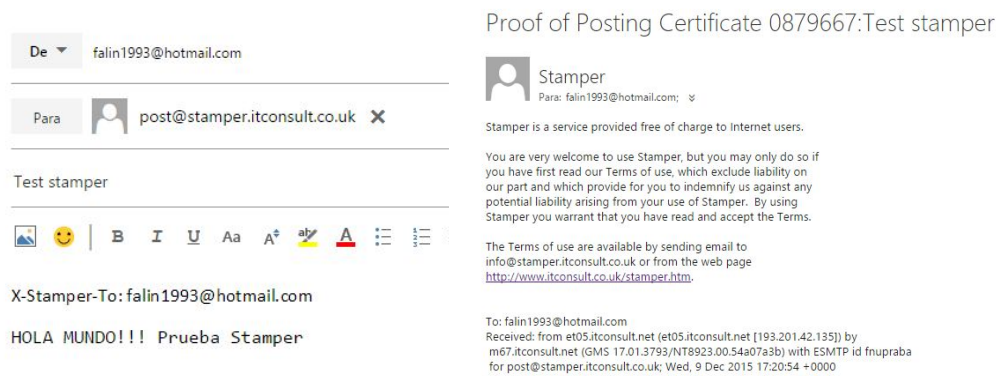 De
falin1993@hotmail.com
Para
post@stamper.itconsult.co.uk
Test stamper
B I U Aa A ab A
X-Stamper-To: falin1993@hotmail.com
HOLA MUNDO!!! Prueba Stamper
Proof of Posting Certificate 0879667:Test stamper
Stamper
Para: falin1993@hotmail.com;
Stamper is a service provided free of charge to Internet users.
You are very welcome to use Stamper, but you may only do so if
you have first read our Terms of use, which exclude liability on
our part and which provide for you to indemnify us against any
potential liability arising from your use of Stamper. By using
Stamper you warrant that you have read and accept the Terms.
The Terms of use are available by sending email to
info@stamper.itconsult.co.uk or from the web page
http://www.itconsult.co.uk/stamper.htm.
To: falin1993@hotmail.com
Received: from et05.itconsult.net (et05.itconsult.net [193.201.42.135]) by
m67.itconsult.net (GMS 17.01.3793/NT8923.00.54a07a3b) with ESMTP id fnupraba
for post@stamper.itconsult.co.uk; Wed, 9 Dec 2015 17:20:54 +0000